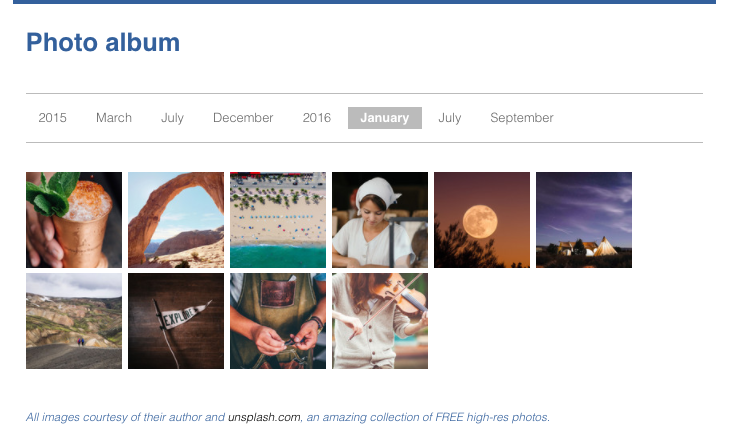 Photo album
2015 March July December 2016 January July September
EXPLORE
All images courtesy of their author and unsplash.com, an amazing collection of FREE high-res photos.